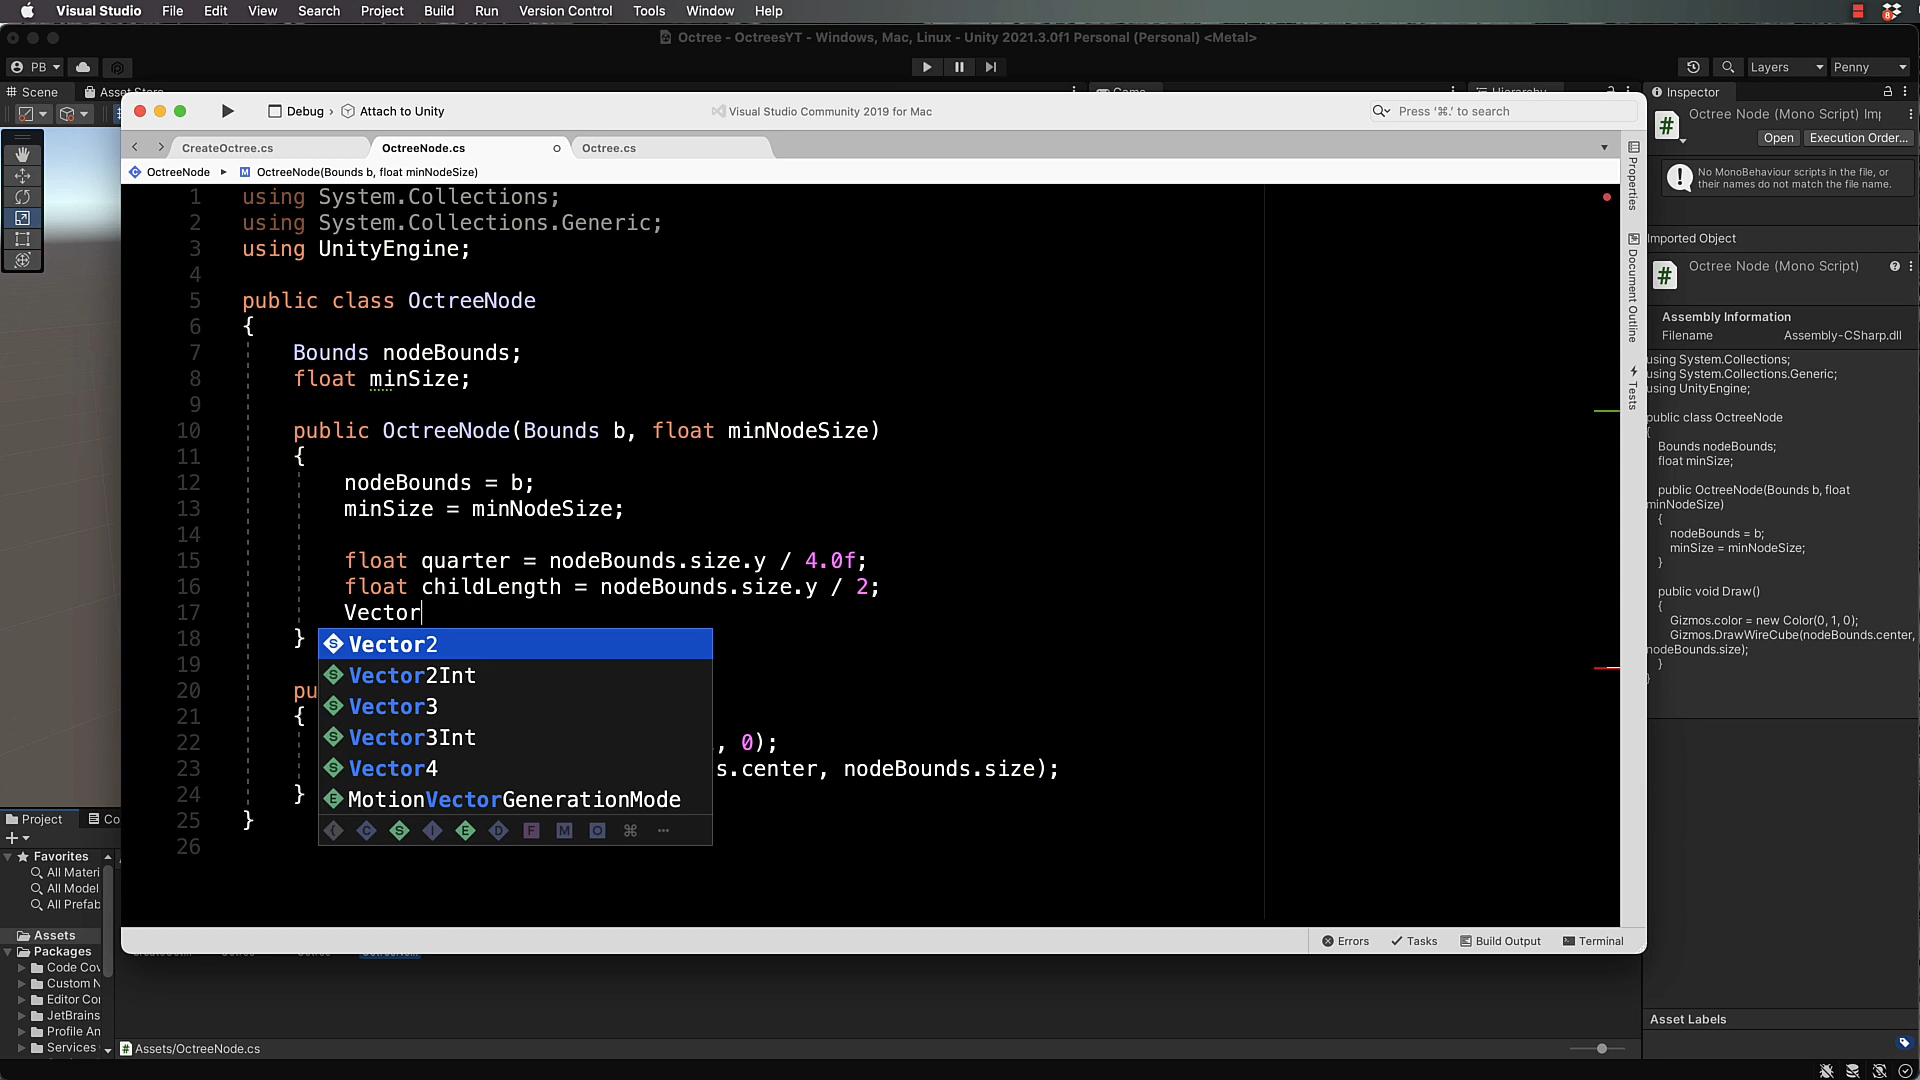 Visual Studio File Edit View Search Project Build Run Version Control Tools Window Help
Octree - OctreesYT - Windows, Mac, Linux - Unity 2021.3.0f1 Personal (Personal) <Metal>
PB
Layers
Penny
Scene
Inspector
Debug › Attach to Unity
Visual Studio Community 2019 for Mac
Press '⌘.' to search
CreateOctree.cs
OctreeNode.cs
Octree.cs
OctreeNode ▸ OctreeNode(Bounds b, float minNodeSize)
1 using System.Collections;
2 using System.Collections.Generic;
3 using UnityEngine;
4
5 public class OctreeNode
6 {
7 Bounds nodeBounds;
8 float minSize;
9
10 public OctreeNode(Bounds b, float minNodeSize)
11 {
12 nodeBounds = b;
13 minSize = minNodeSize;
14
15 float quarter = nodeBounds.size.y / 4.0f;
16 float childLength = nodeBounds.size.y / 2;
17 Vector
18 }
19
20 pu
21 {
22 , 0);
23 s.center, nodeBounds.size);
24 }
25 }
26
Vector2
Vector2Int
Vector3
Vector3Int
Vector4
MotionVectorGenerationMode
Properties
Document Outline
Tests
Errors Tasks Build Output Terminal
Octree Node (Mono Script)
Open Execution Order...
No MonoBehaviour scripts in the file, or
their names do not match the file name.
Imported Object
Octree Node (Mono Script)
Assembly Information
Filename Assembly-CSharp.dll
using System.Collections;
using System.Collections.Generic;
using UnityEngine;
public class OctreeNode
{
Bounds nodeBounds;
float minSize;
public OctreeNode(Bounds b, float
minNodeSize)
{
nodeBounds = b;
minSize = minNodeSize;
}
public void Draw()
{
Gizmos.color = new Color(0, 1, 0);
Gizmos.DrawWireCube(nodeBounds.center,
nodeBounds.size);
}
}
Asset Labels
Project Co
Favorites
All Materi
All Model
All Prefab
Assets
Packages
Code Cov
Custom N
Editor Cor
JetBrains
Profile An
Services
Assets/OctreeNode.cs